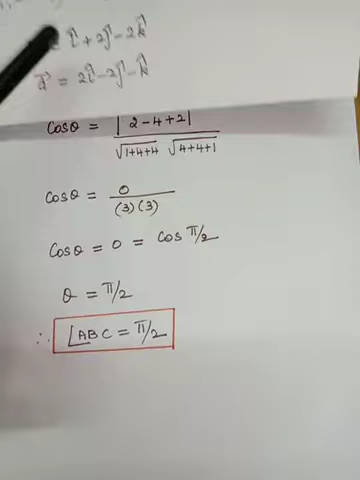 = î + 2ĵ - 2k̂
d⃗ = 2î - 2ĵ - k̂
Cosθ = |2-4+2| / √1+4+4 √4+4+1
Cosθ = 0 / (3)(3)
Cosθ = 0 = Cos π/2
θ = π/2
∴ ∠ABC = π/2